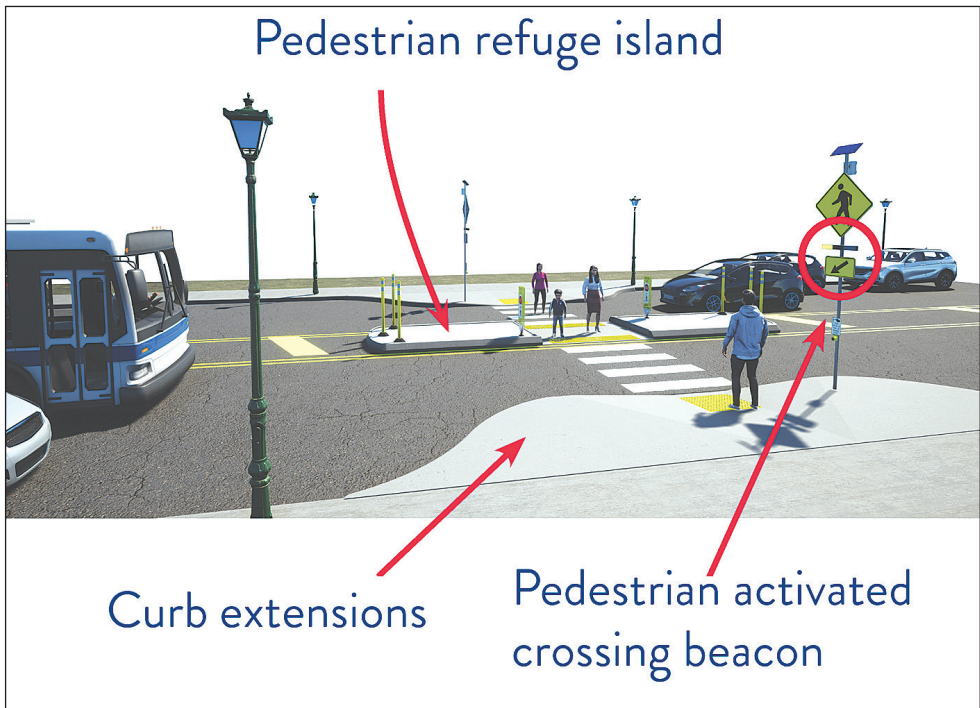 Pedestrian refuge island
Curb extensions
Pedestrian activated
crossing beacon